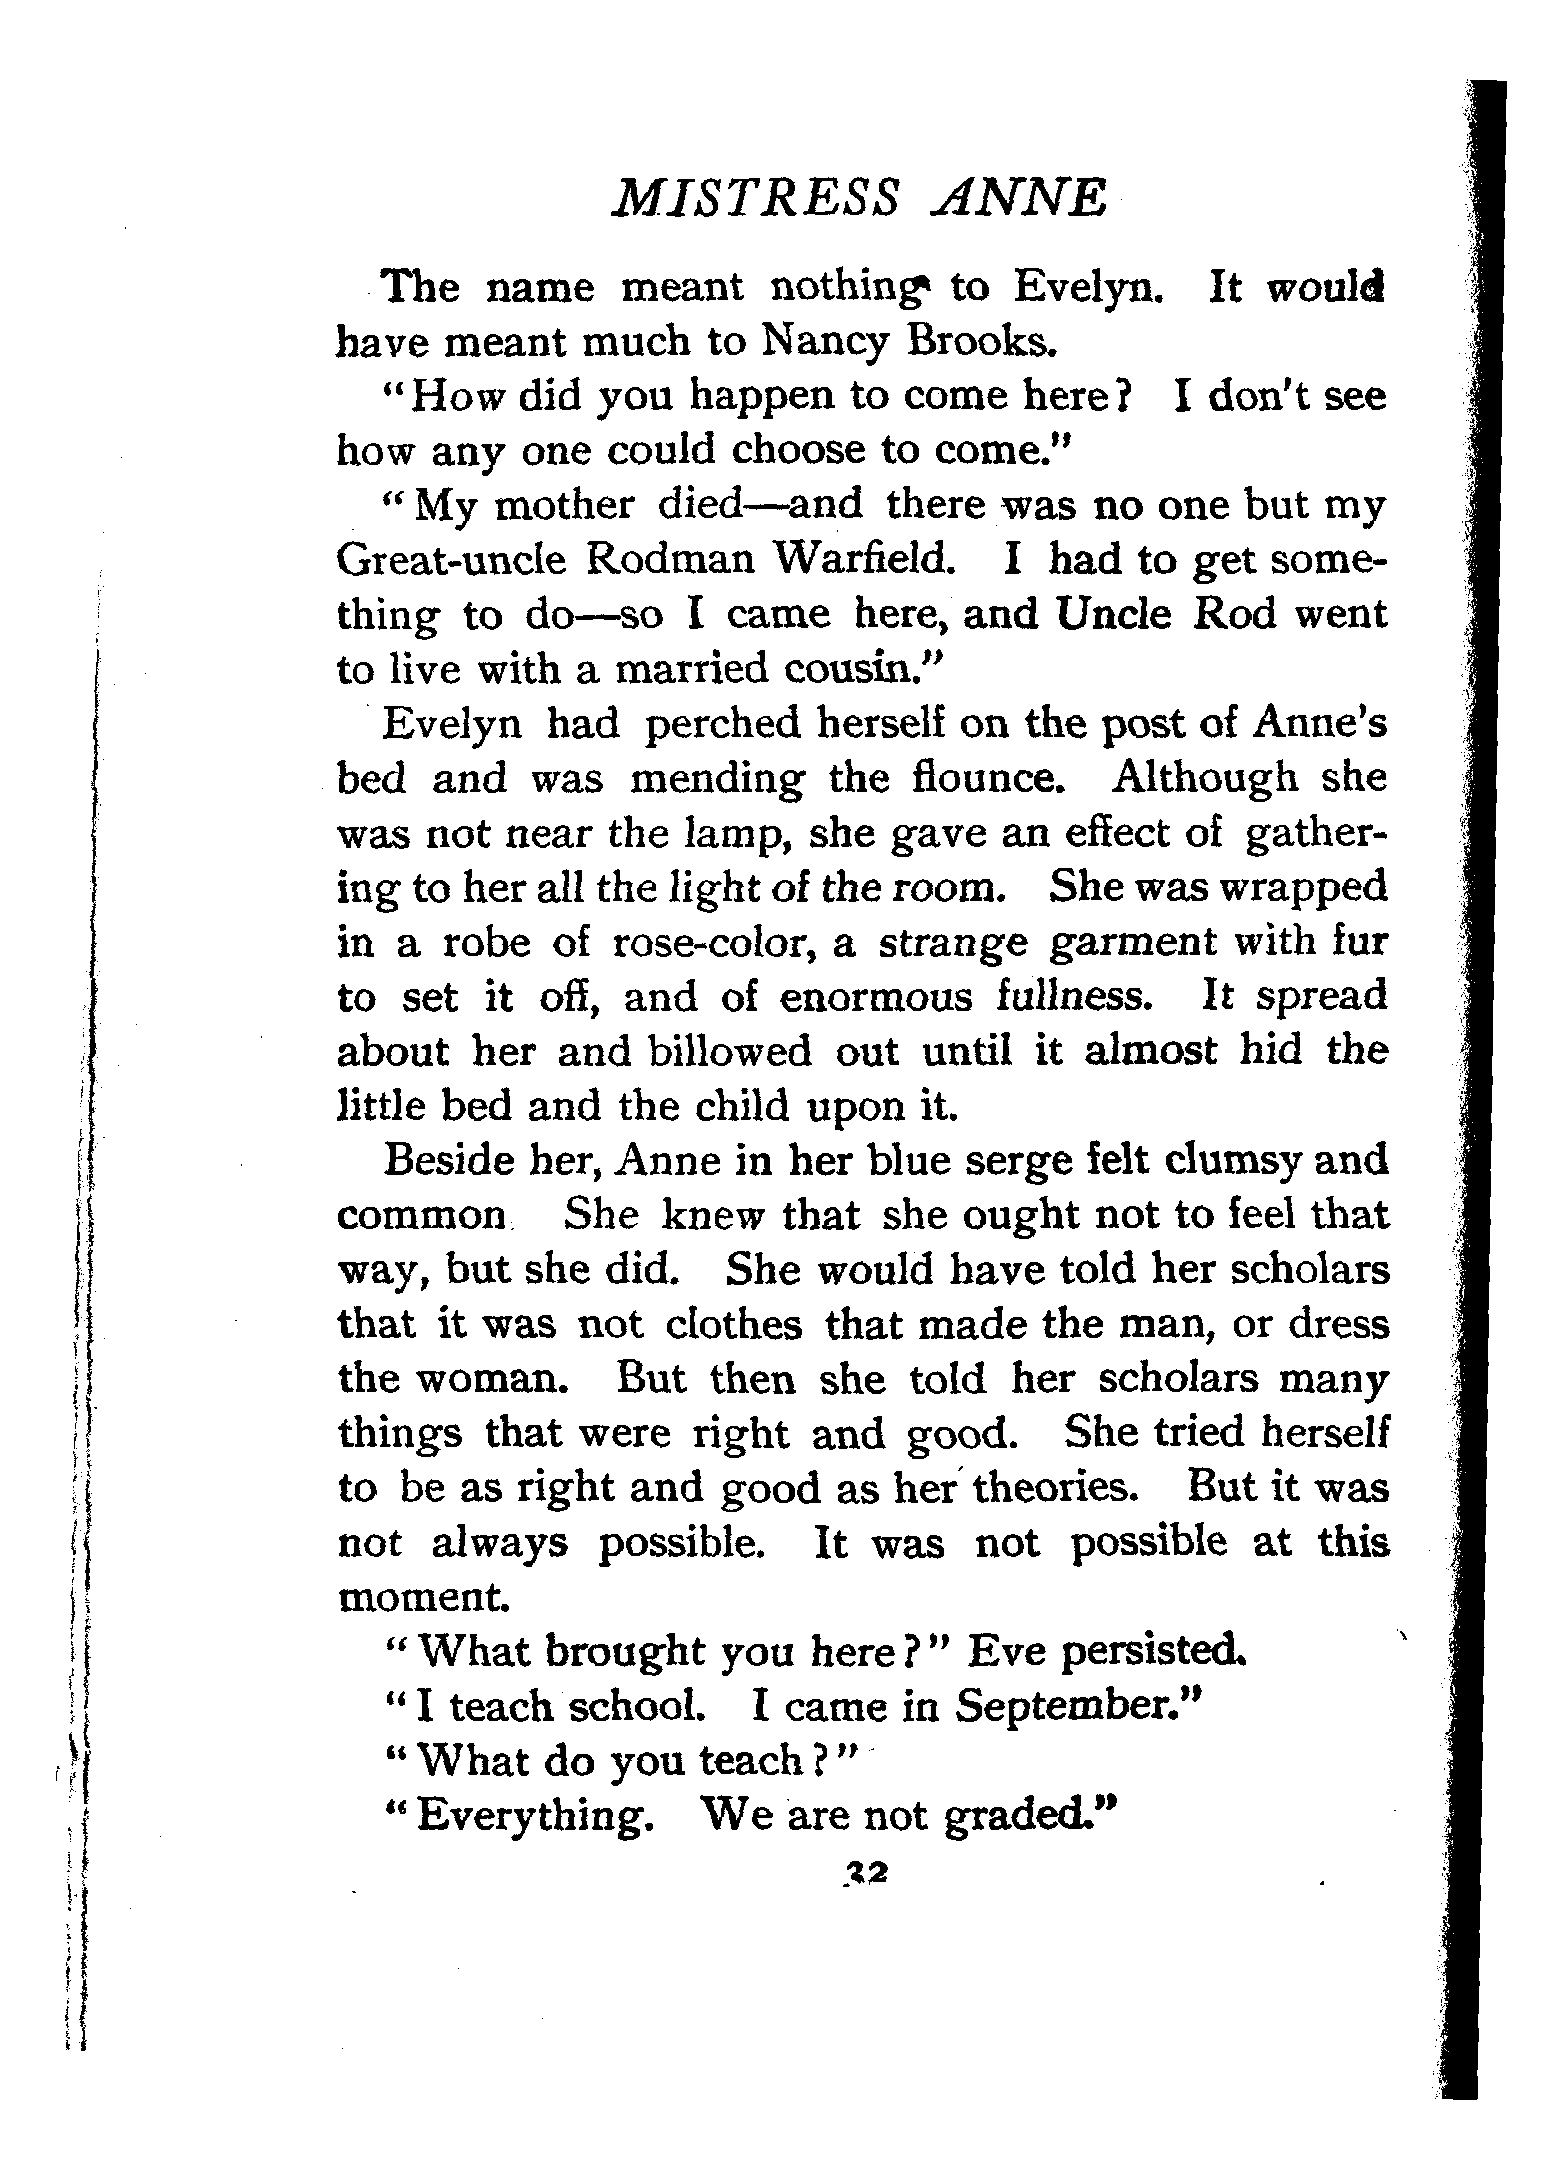 MISTRESS ANNE
The name meant nothing to Evelyn. It would
have meant much to Nancy Brooks.
"How did you happen to come here? I don't see
how any one could choose to come."
"My mother died—and there was no one but my
Great-uncle Rodman Warfield. I had to get some-
thing to do—so I came here, and Uncle Rod went
to live with a married cousin."
Evelyn had perched herself on the post of Anne's
bed and was mending the flounce. Although she
was not near the lamp, she gave an effect of gather-
ing to her all the light of the room. She was wrapped
in a robe of rose-color, a strange garment with fur
to set it off, and of enormous fullness. It spread
about her and billowed out until it almost hid the
little bed and the child upon it.
Beside her, Anne in her blue serge felt clumsy and
common. She knew that she ought not to feel that
way, but she did. She would have told her scholars
that it was not clothes that made the man, or dress
the woman. But then she told her scholars many
things that were right and good. She tried herself
to be as right and good as her theories. But it was
not always possible. It was not possible at this
moment.
"What brought you here?" Eve persisted.
"I teach school. I came in September."
"What do you teach?"
"Everything. We are not graded."
32